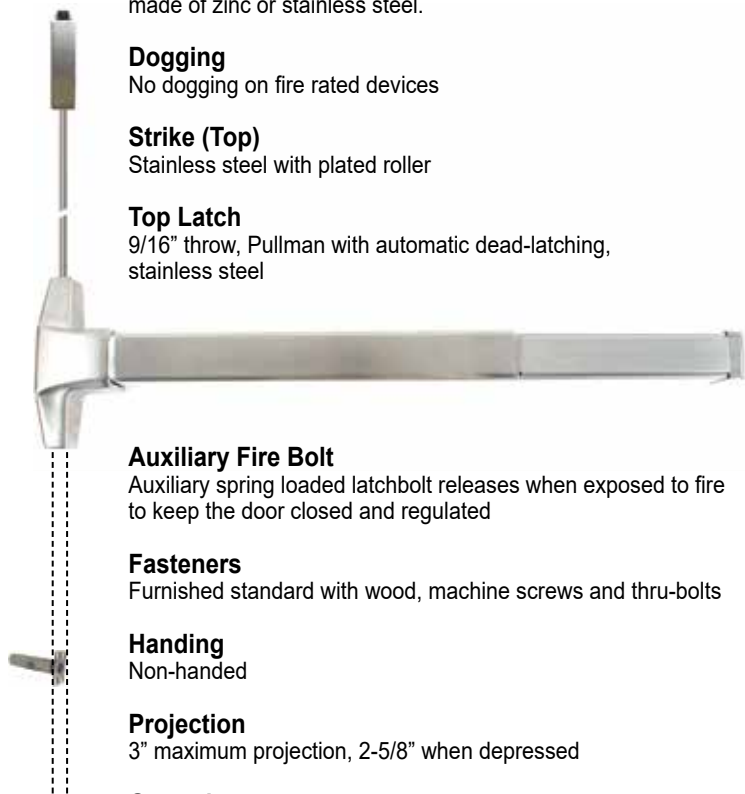 made of zinc or stainless steel.
Dogging
No dogging on fire rated devices
Strike (Top)
Stainless steel with plated roller
Top Latch
9/16” throw, Pullman with automatic dead-latching,
stainless steel
Auxiliary Fire Bolt
Auxiliary spring loaded latchbolt releases when exposed to fire
to keep the door closed and regulated
Fasteners
Furnished standard with wood, machine screws and thru-bolts
Handing
Non-handed
Projection
3” maximum projection, 2-5/8” when depressed